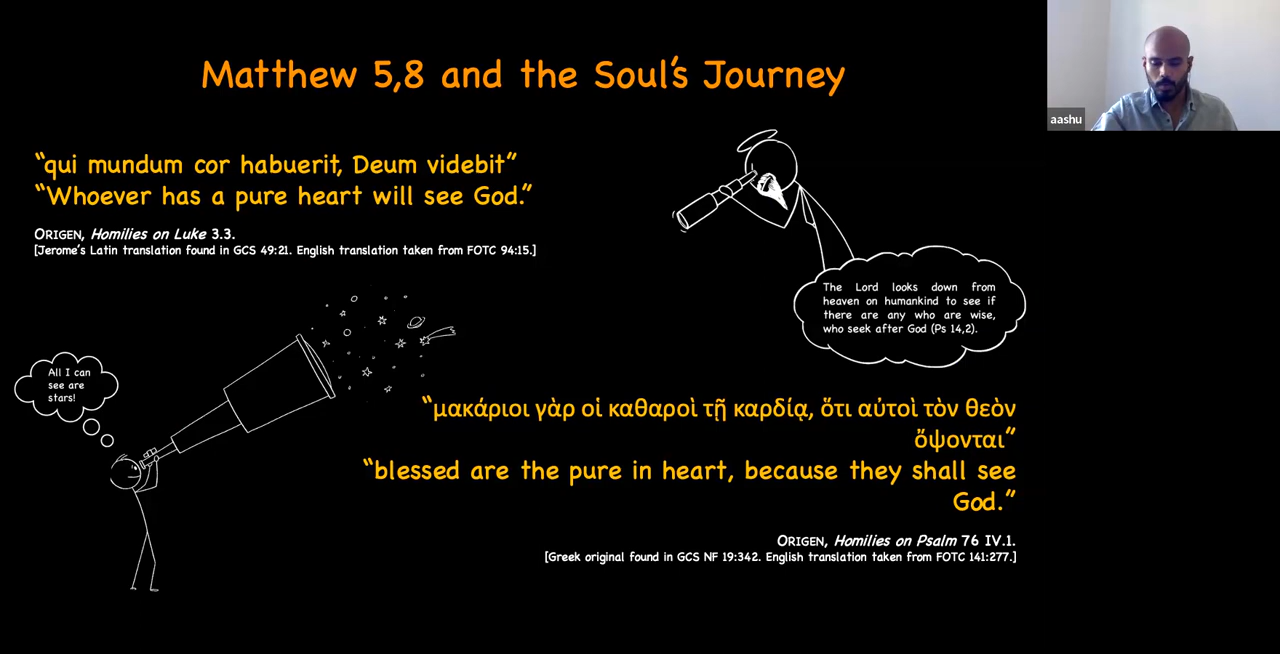 Matthew 5,8 and the Soul's Journey
aashu
"qui mundum cor habuerit, Deum videbit"
"Whoever has a pure heart will see God."
ORIGEN, Homilies on Luke 3.3.
[Jerome's Latin translation found in GCS 49:21. English translation taken from FOTC 94:15.]
The Lord looks down from
heaven on humankind to see if
there are any who are wise,
who seek after God (Ps 14,2).
All I can
see are
stars!
"μακάριοι γὰρ οἱ καθαροὶ τῇ καρδίᾳ, ὅτι αὐτοὶ τὸν θεὸν
ὄψονται"
"blessed are the pure in heart, because they shall see
God."
ORIGEN, Homilies on Psalm 76 IV.1.
[Greek original found in GCS NF 19:342. English translation taken from FOTC 141:277.]